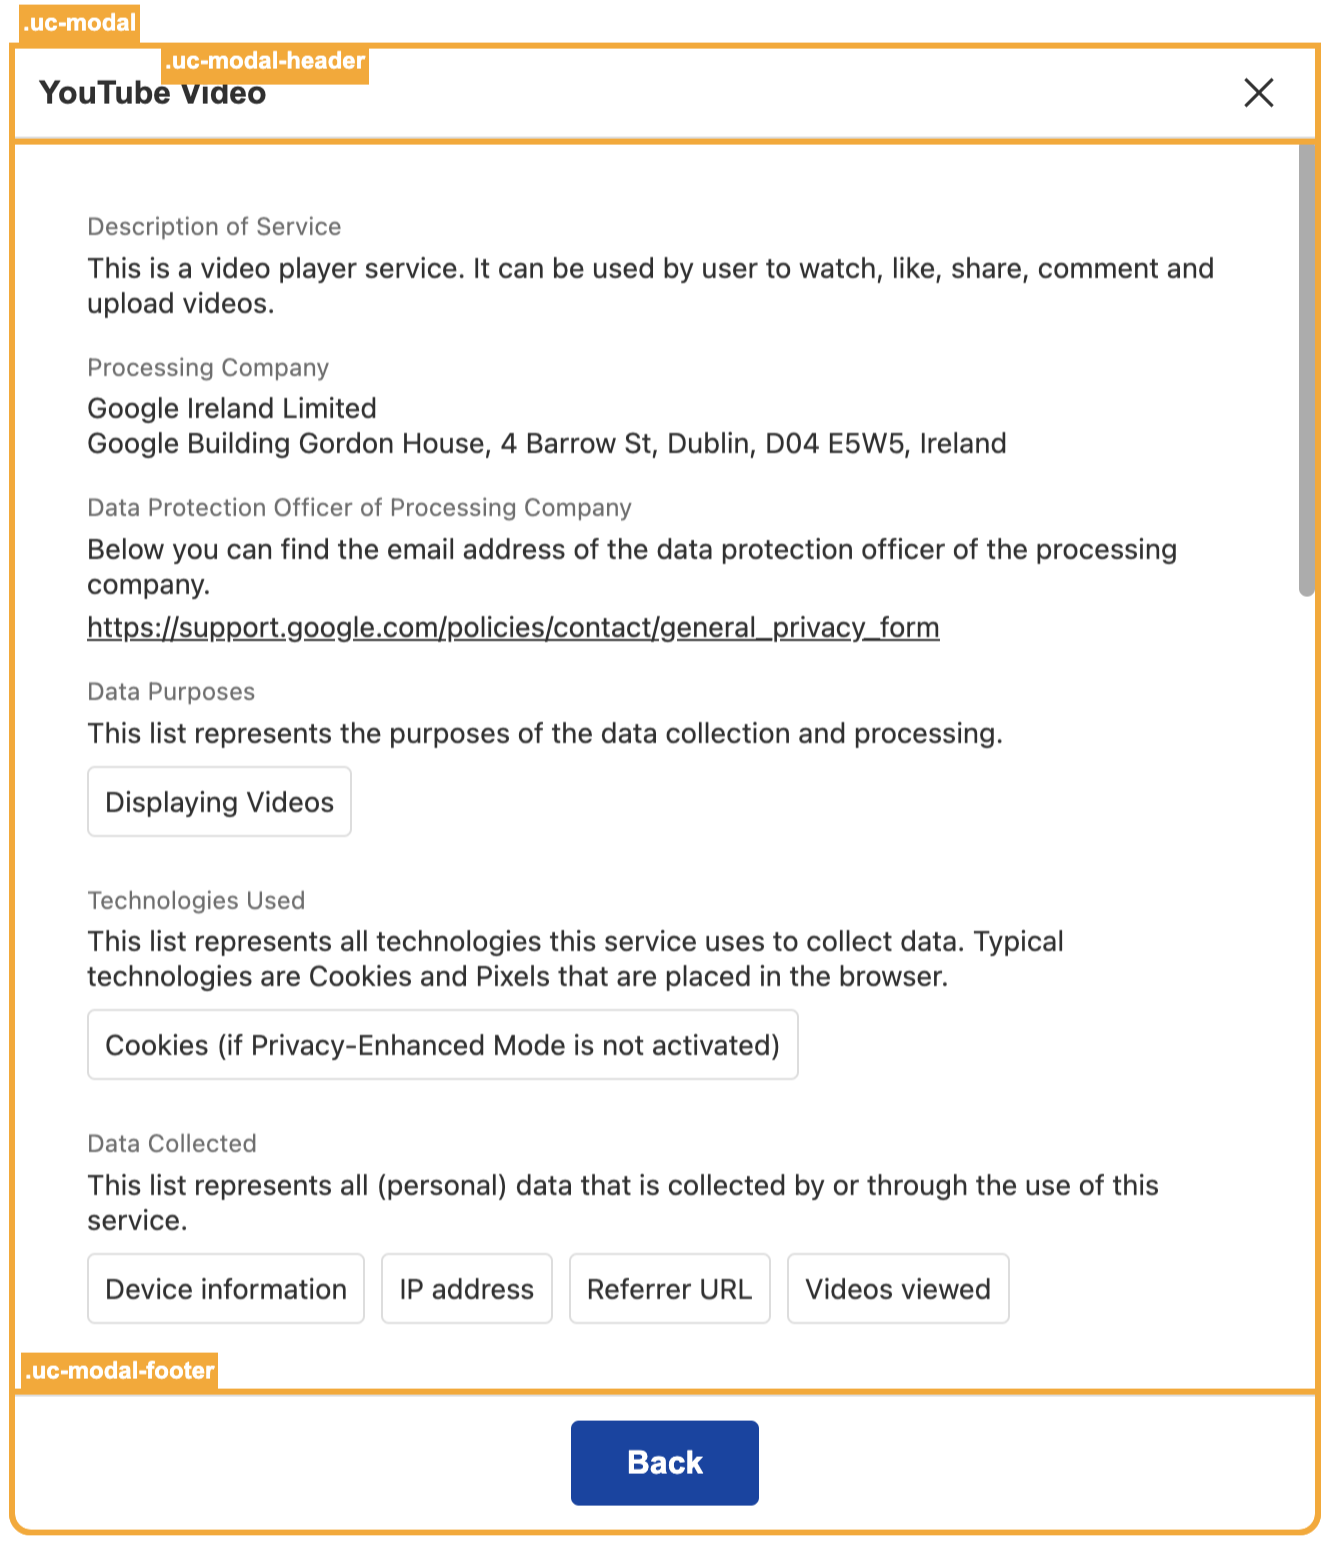 .uc-modal
.uc-modal-header
YouTube Video
Description of Service
This is a video player service. It can be used by user to watch, like, share, comment and
upload videos.
Processing Company
Google Ireland Limited
Google Building Gordon House, 4 Barrow St, Dublin, D04 E5W5, Ireland
Data Protection Officer of Processing Company
Below you can find the email address of the data protection officer of the processing
company.
https://support.google.com/policies/contact/general_privacy_form
Data Purposes
This list represents the purposes of the data collection and processing.
Displaying Videos
Technologies Used
This list represents all technologies this service uses to collect data. Typical
technologies are Cookies and Pixels that are placed in the browser.
Cookies (if Privacy-Enhanced Mode is not activated)
Data Collected
This list represents all (personal) data that is collected by or through the use of this
service.
Device information IP address Referrer URL Videos viewed
.uc-modal-footer
Back